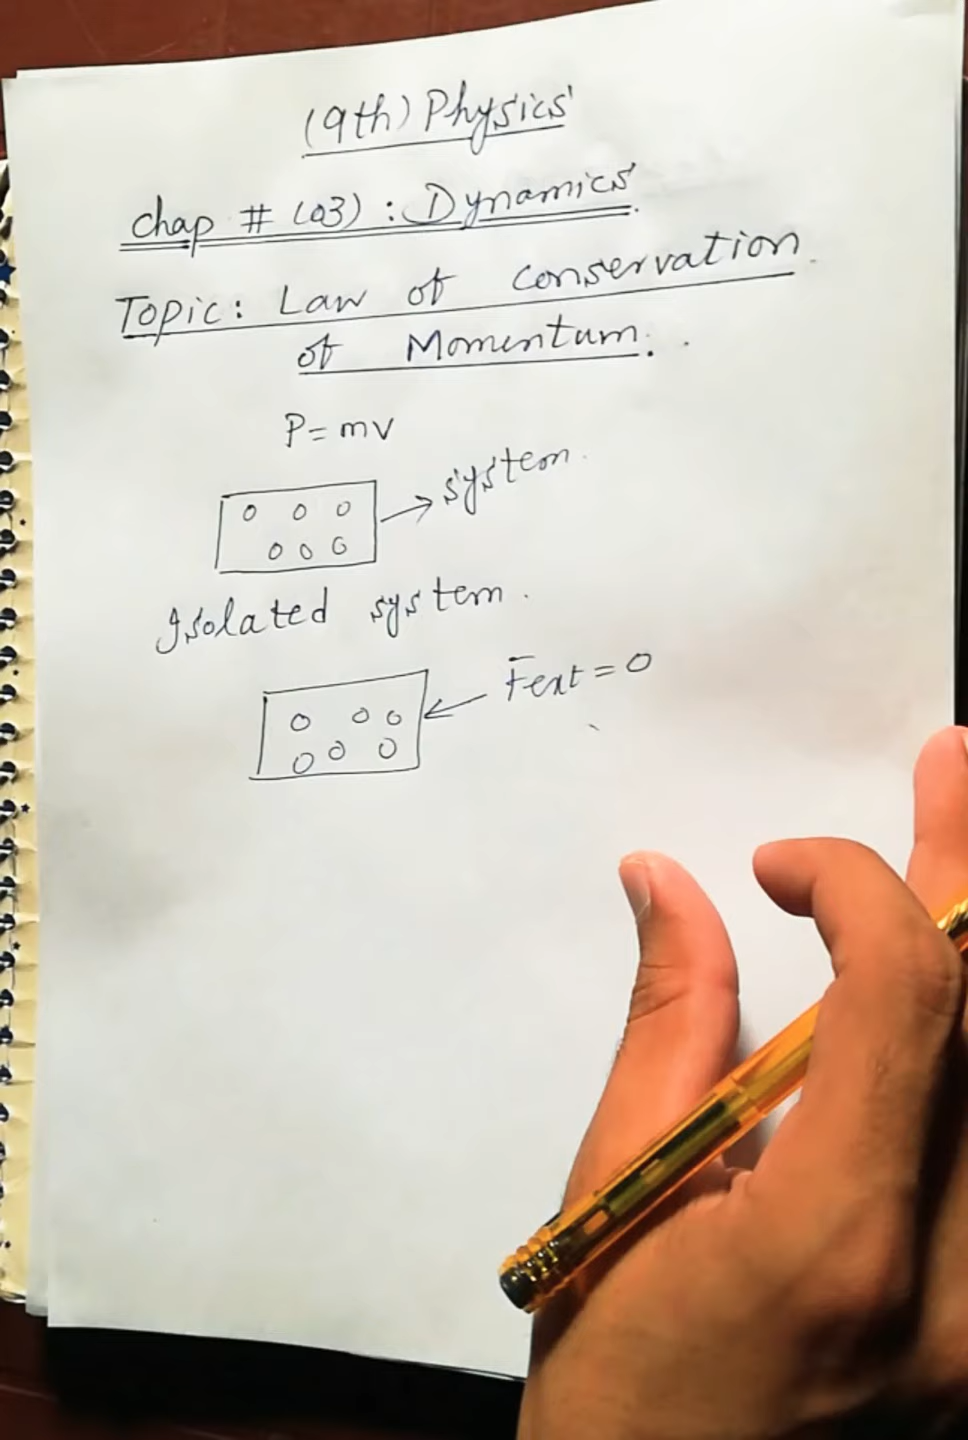 (9th) Physics
Chap # (03) : Dynamics.
Topic: Law of Conservation.
of Momentum.
P = mv
system.
Isolated system.
Fext = 0